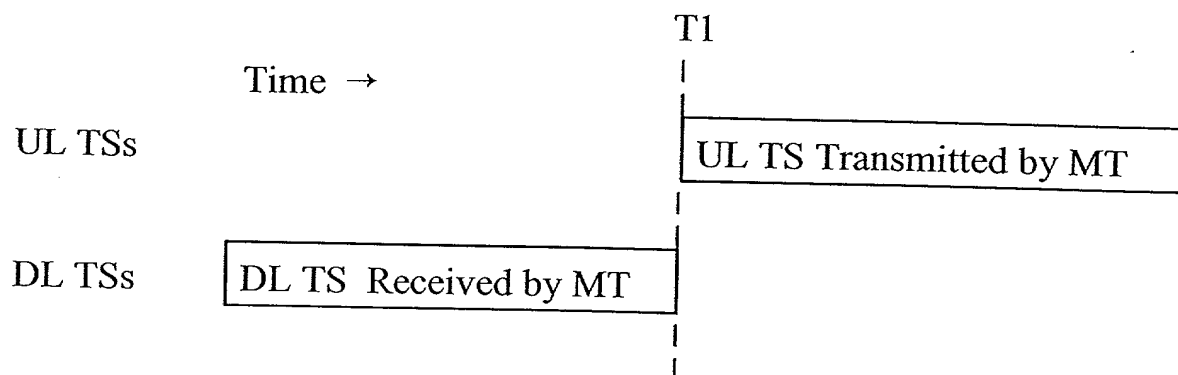 T1
Time →
UL TSs
UL TS Transmitted by MT
DL TSs
DL TS Received by MT